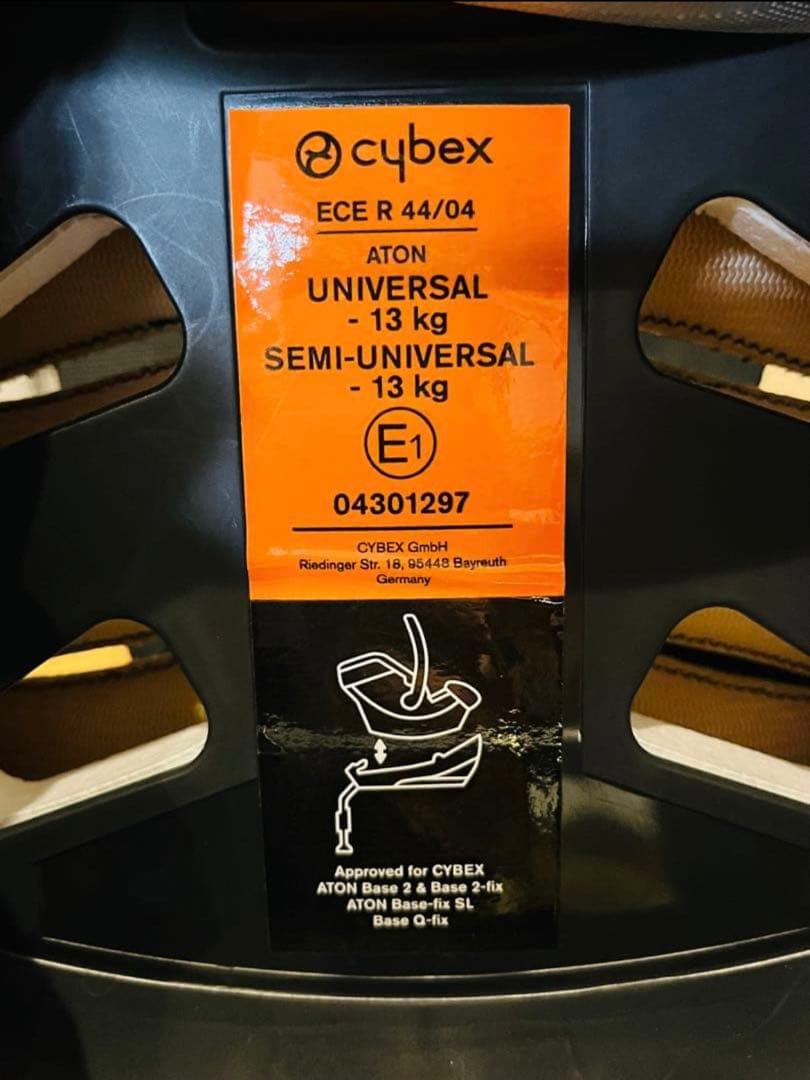 cybex
ECE R 44/04
ATON
UNIVERSAL
- 13 kg
SEMI-UNIVERSAL
- 13 kg
E1
04301297
CYBEX GmbH
Riedinger Str. 18, 95448 Bayreuth
Germany
Approved for CYBEX
ATON Base 2 & Base 2-fix
ATON Base-fix SL
Base Q-fix